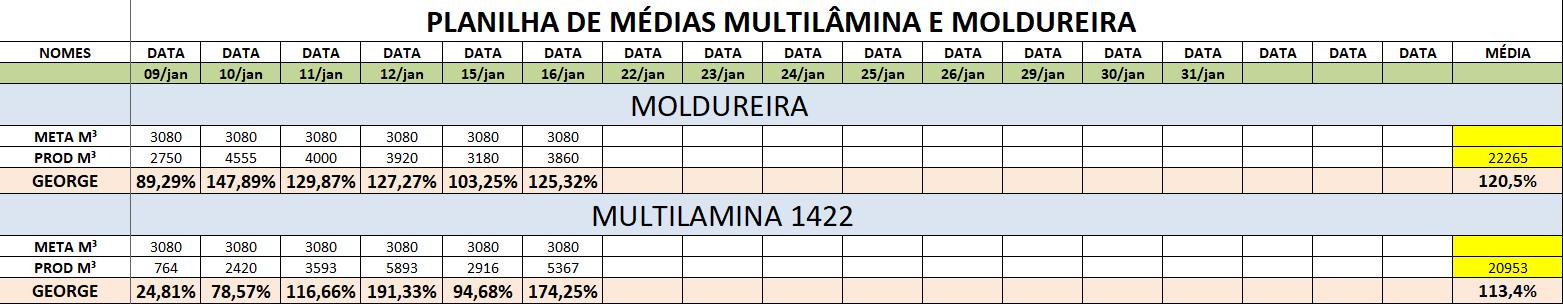 PLANILHA DE MÉDIAS MULTILÂMINA E MOLDUREIRA
NOMES DATA DATA DATA DATA DATA DATA DATA DATA DATA DATA DATA DATA DATA DATA DATA DATA DATA MÉDIA
09/jan 10/jan 11/jan 12/jan 15/jan 16/jan 22/jan 23/jan 24/jan 25/jan 26/jan 29/jan 30/jan 31/jan
MOLDUREIRA
META M³ 3080 3080 3080 3080 3080 3080
PROD M³ 2750 4555 4000 3920 3180 3860 22265
GEORGE 89,29% 147,89% 129,87% 127,27% 103,25% 125,32% 120,5%
MULTILAMINA 1422
META M³ 3080 3080 3080 3080 3080 3080
PROD M³ 764 2420 3593 5893 2916 5367 20953
GEORGE 24,81% 78,57% 116,66% 191,33% 94,68% 174,25% 113,4%